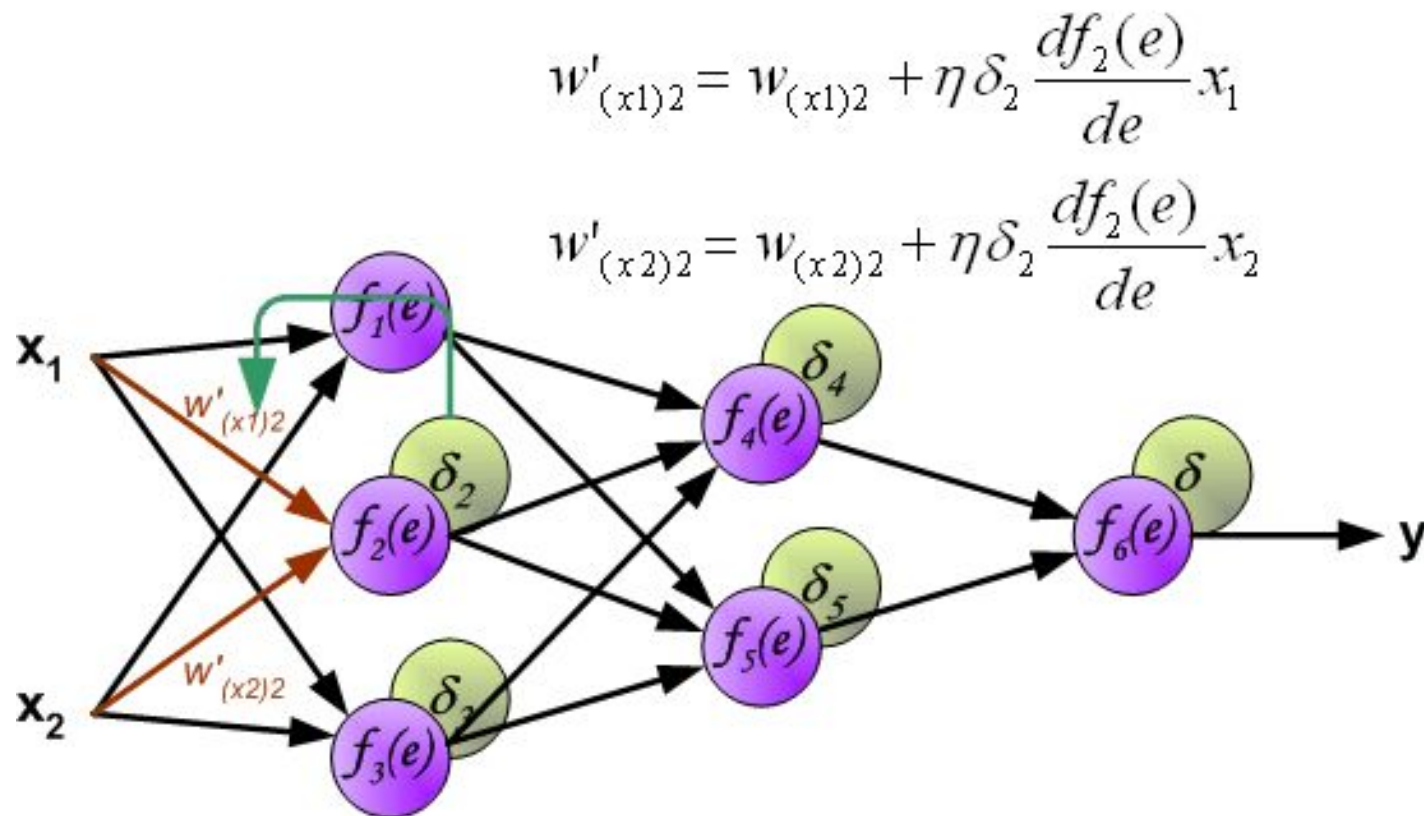 w'₍ₓ₁₎₂ = w₍ₓ₁₎₂ + ηδ₂ df₂(e)/de x₁
w'₍ₓ₂₎₂ = w₍ₓ₂₎₂ + ηδ₂ df₂(e)/de x₂
f₁(e)
x₁
δ₄
w'₍ₓ₁₎₂
f₄(e)
δ₂
δ
f₂(e)
f₆(e)
y
δ₅
w'₍ₓ₂₎₂
f₅(e)
x₂
δ₃
f₃(e)